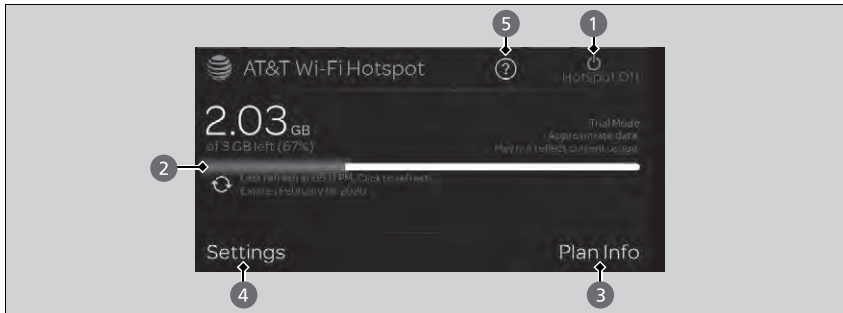 5
1
AT&T Wi-Fi Hotspot
?
Hotspot Off
2.03 GB
of 3 GB left (67%)
Trial Mode
Approximate data.
May not reflect current usage.
2
Last refresh at 05:11 PM. Click to refresh
Expires February 18, 2020
Settings
Plan Info
4
3